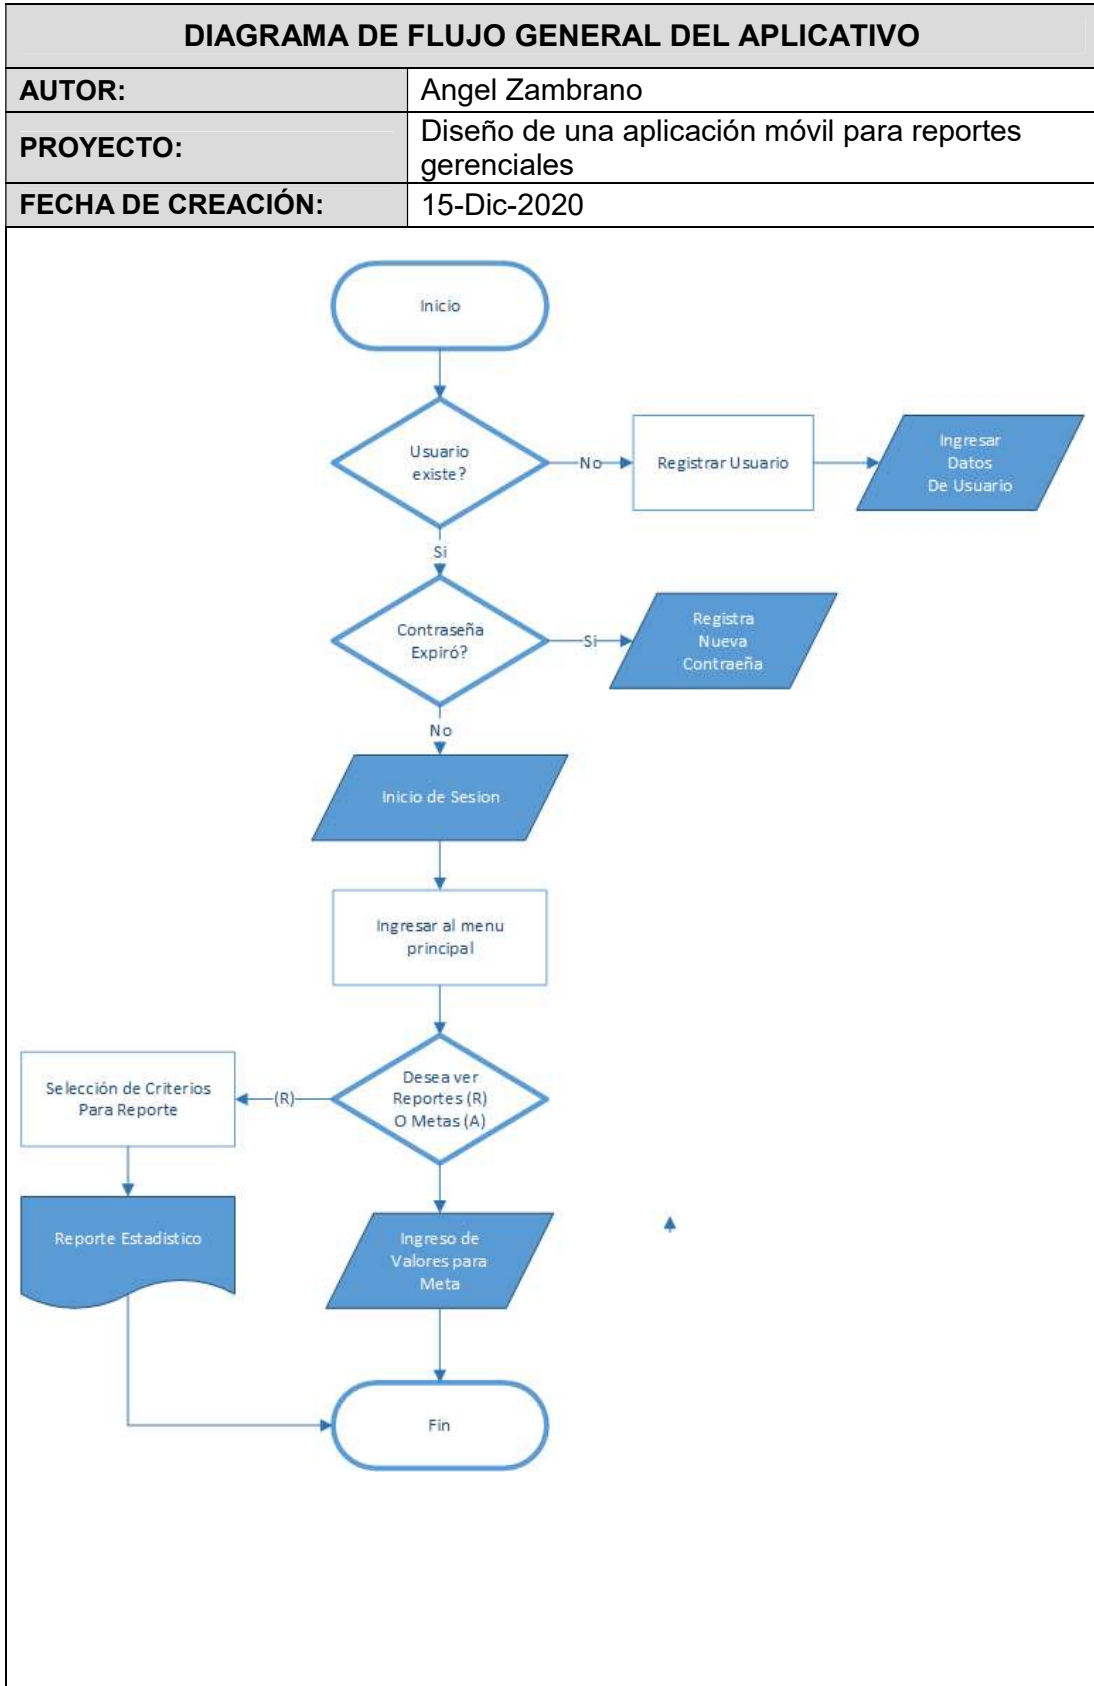 DIAGRAMA DE FLUJO GENERAL DEL APLICATIVO
AUTOR:
Angel Zambrano
PROYECTO:
Diseño de una aplicación móvil para reportes
gerenciales
FECHA DE CREACIÓN:
15-Dic-2020
Inicio
Usuario
existe?
No
Registrar Usuario
Ingresar
Datos
De Usuario
Si
Contraseña
Expiró?
Si
Registra
Nueva
Contraeña
No
Inicio de Sesion
Ingresar al menu
principal
Desea ver
Reportes (R)
O Metas (A)
(R)
Selección de Criterios
Para Reporte
Reporte Estadistico
Ingreso de
Valores para
Meta
Fin